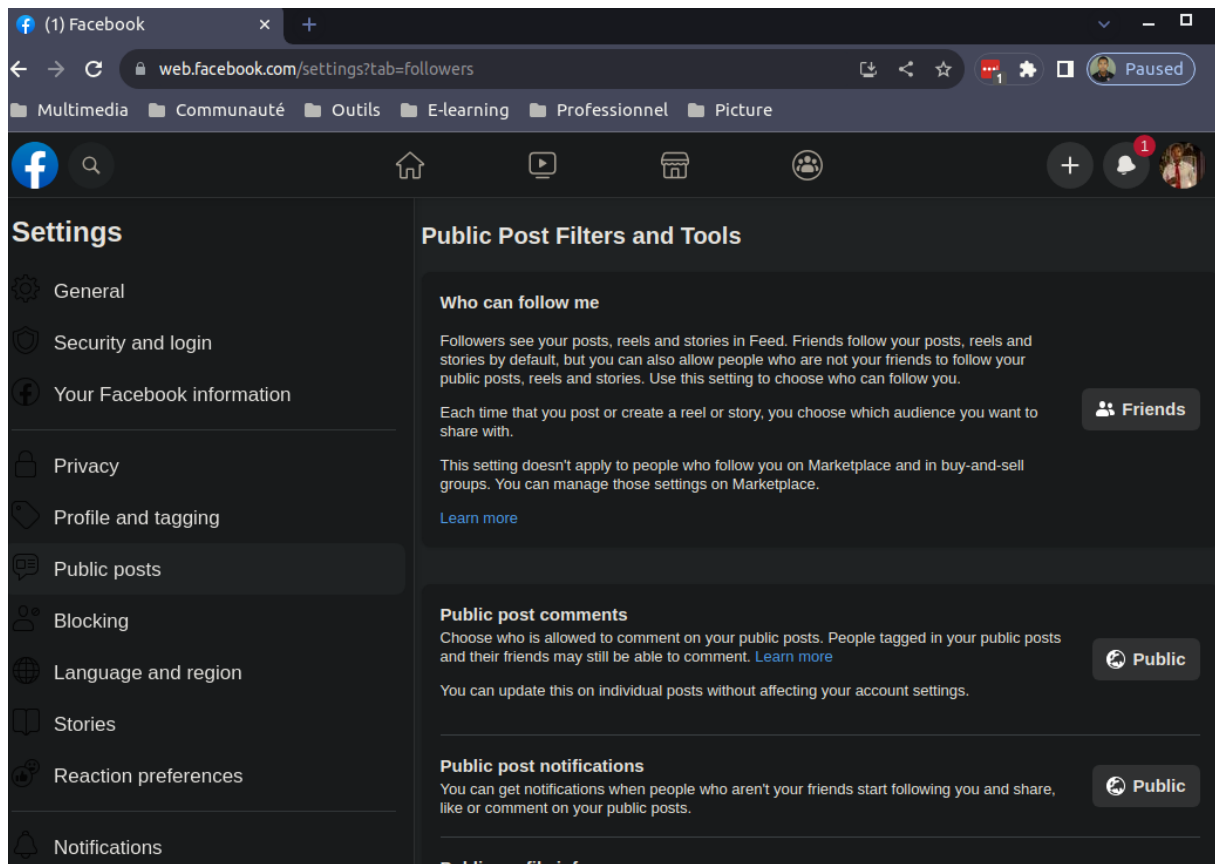 (1) Facebook
web.facebook.com/settings?tab=followers
1
Paused
Multimedia
Communauté
Outils
E-learning
Professionnel
Picture
1
Settings
General
Security and login
Your Facebook information
Privacy
Profile and tagging
Public posts
Blocking
Language and region
Stories
Reaction preferences
Notifications
Public Post Filters and Tools
Who can follow me
Followers see your posts, reels and stories in Feed. Friends follow your posts, reels and
stories by default, but you can also allow people who are not your friends to follow your
public posts, reels and stories. Use this setting to choose who can follow you.
Each time that you post or create a reel or story, you choose which audience you want to
share with.
This setting doesn't apply to people who follow you on Marketplace and in buy-and-sell
groups. You can manage those settings on Marketplace.
Learn more
Friends
Public post comments
Choose who is allowed to comment on your public posts. People tagged in your public posts
and their friends may still be able to comment. Learn more
You can update this on individual posts without affecting your account settings.
Public
Public post notifications
You can get notifications when people who aren't your friends start following you and share,
like or comment on your public posts.
Public